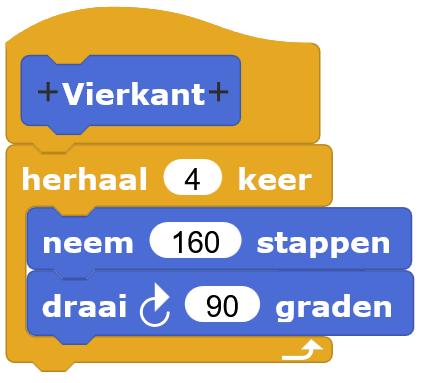 +Vierkant+
herhaal 4 keer
neem 160 stappen
draai 90 graden